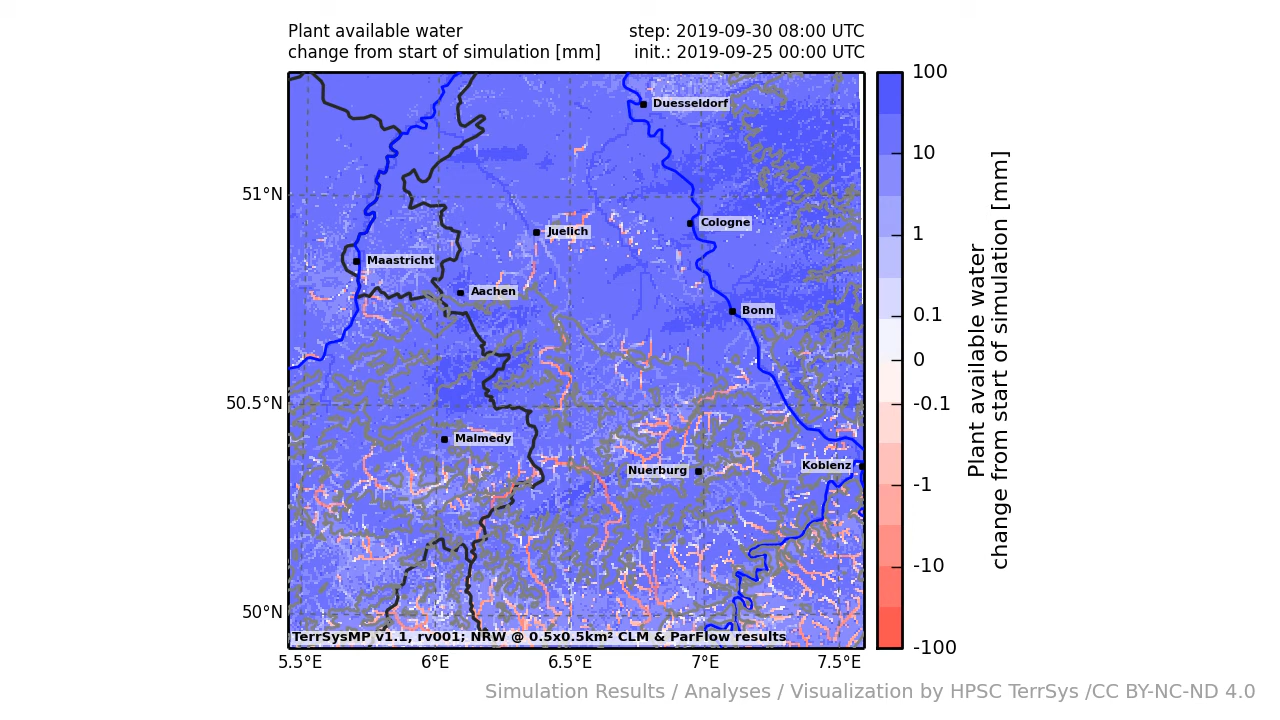 Plant available water
change from start of simulation [mm]
step: 2019-09-30 08:00 UTC
init.: 2019-09-25 00:00 UTC
100
10
1
0.1
0
-0.1
-1
-10
-100
Plant available water
change from start of simulation [mm]
51°N
50.5°N
50°N
Duesseldorf
Cologne
Juelich
Maastricht
Aachen
Bonn
Malmedy
Nuerburg
Koblenz
TerrSysMP v1.1, rv001; NRW @ 0.5x0.5km² CLM & ParFlow results
5.5°E
6°E
6.5°E
7°E
7.5°E
Simulation Results / Analyses / Visualization by HPSC TerrSys /CC BY-NC-ND 4.0